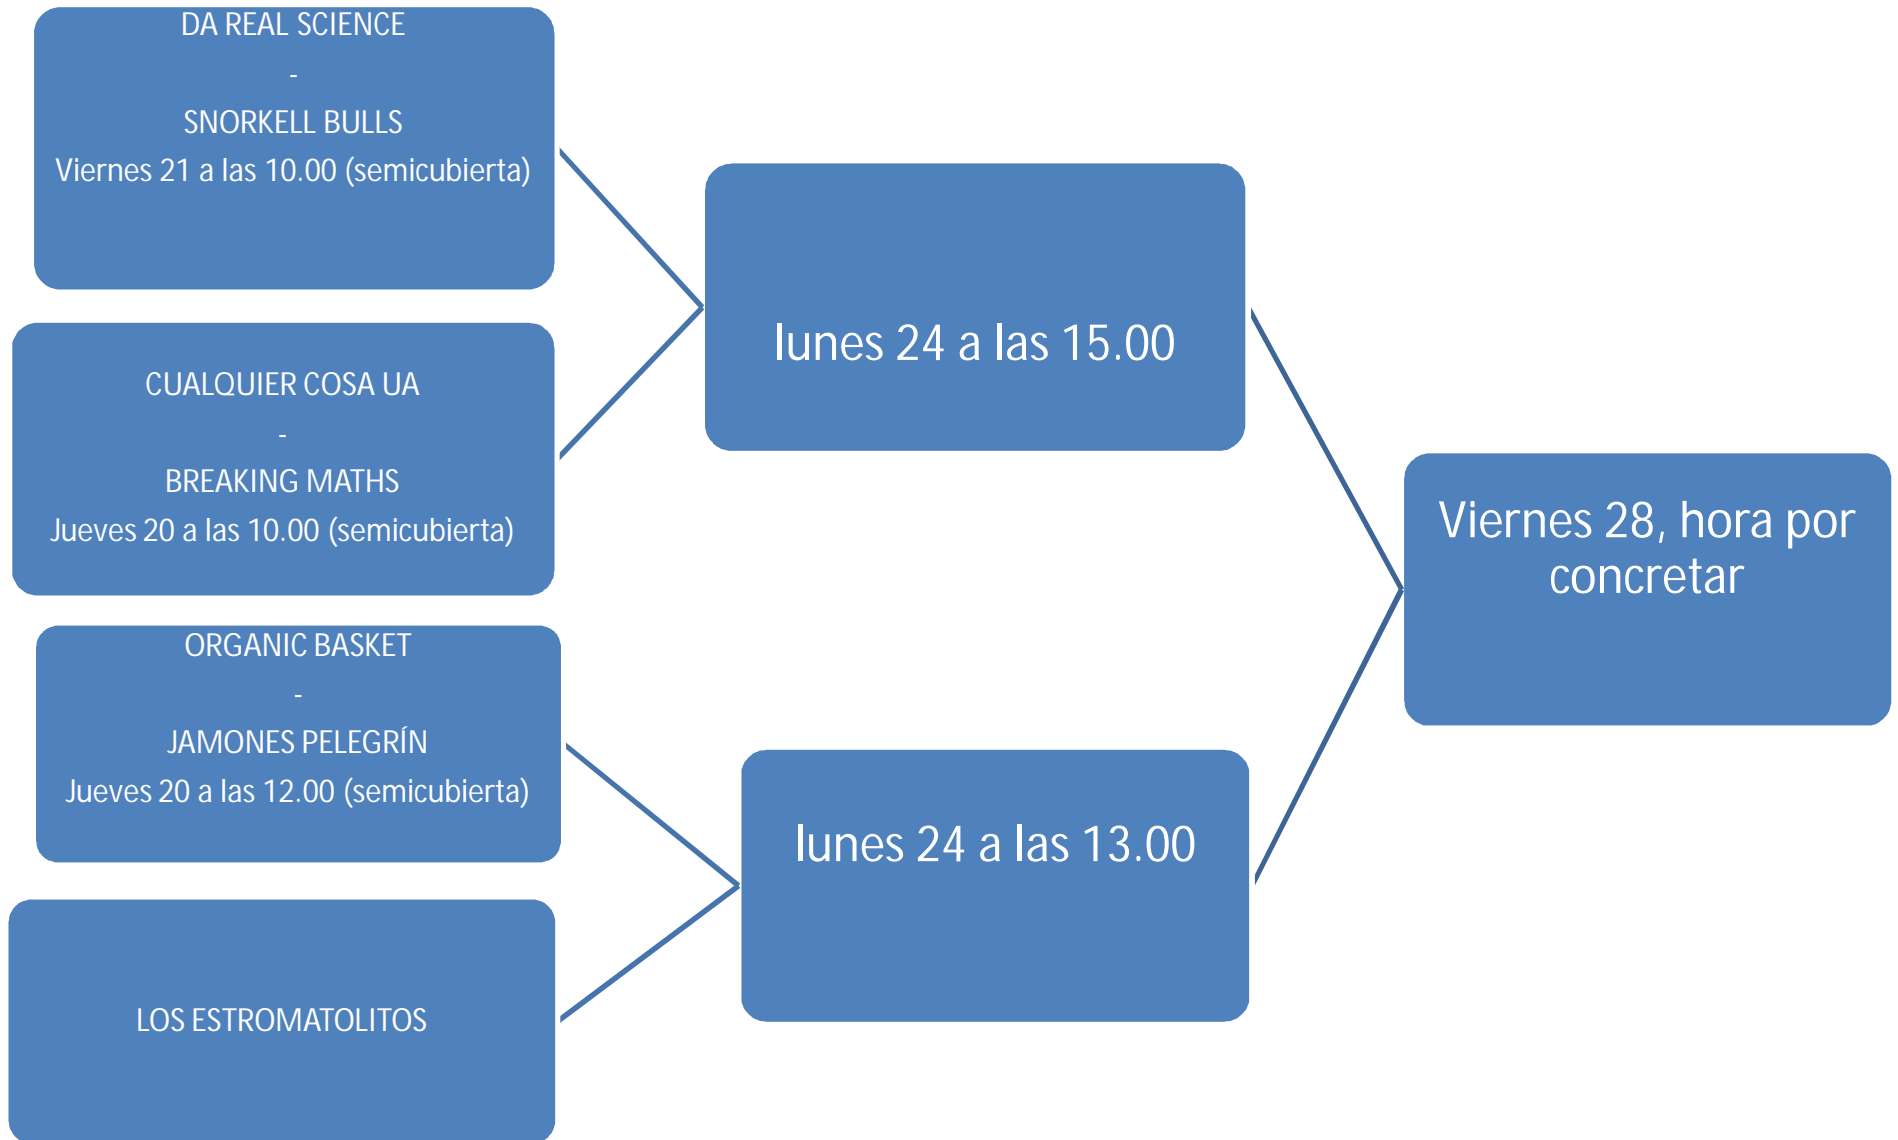 DA REAL SCIENCE
-
SNORKELL BULLS
Viernes 21 a las 10.00 (semicubierta)
CUALQUIER COSA UA
-
BREAKING MATHS
Jueves 20 a las 10.00 (semicubierta)
ORGANIC BASKET
-
JAMONES PELEGRÍN
Jueves 20 a las 12.00 (semicubierta)
LOS ESTROMATOLITOS
lunes 24 a las 15.00
lunes 24 a las 13.00
Viernes 28, hora por
concretar